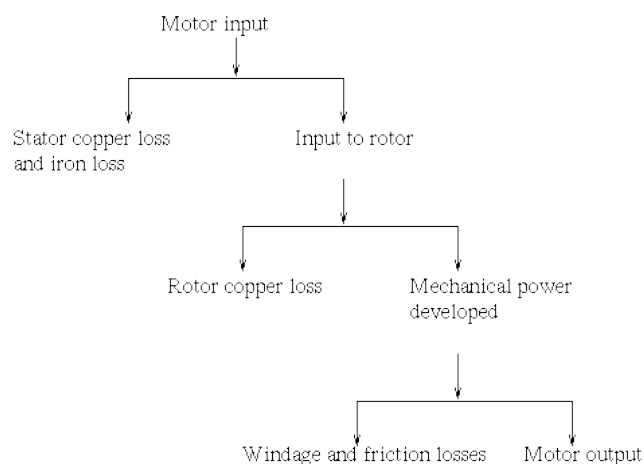 Motor input
Stator copper loss
and iron loss
Input to rotor
Rotor copper loss
Mechanical power
developed
Windage and friction losses
Motor output